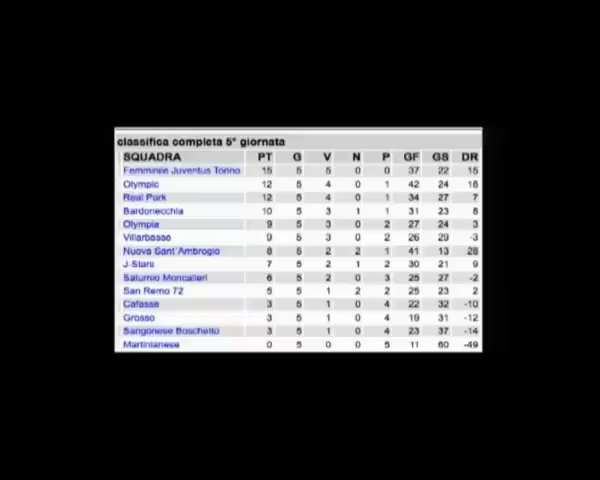 classifica completa 5° giornata
SQUADRA PT G V N P GF GS DR
Femminile Juventus Torino 15 5 5 0 0 37 22 15
Olympic 12 5 4 0 1 42 24 18
Real Park 12 5 4 0 1 34 27 7
Bardonecchia 10 5 3 1 1 31 23 8
Olympia 9 5 3 0 2 27 24 3
Villarbasse 9 5 3 0 2 26 29 -3
Nuova Sant'Ambrogio 8 5 2 2 1 41 13 28
J-Stars 7 5 2 1 2 30 21 9
Saturnio Moncalieri 6 5 2 0 3 25 27 -2
San Remo 72 5 5 1 2 2 25 23 2
Cafasse 3 5 1 0 4 22 32 -10
Grosso 3 5 1 0 4 19 31 -12
Sangonese Boschetto 3 5 1 0 4 23 37 -14
Martinianese 0 5 0 0 5 11 60 -49